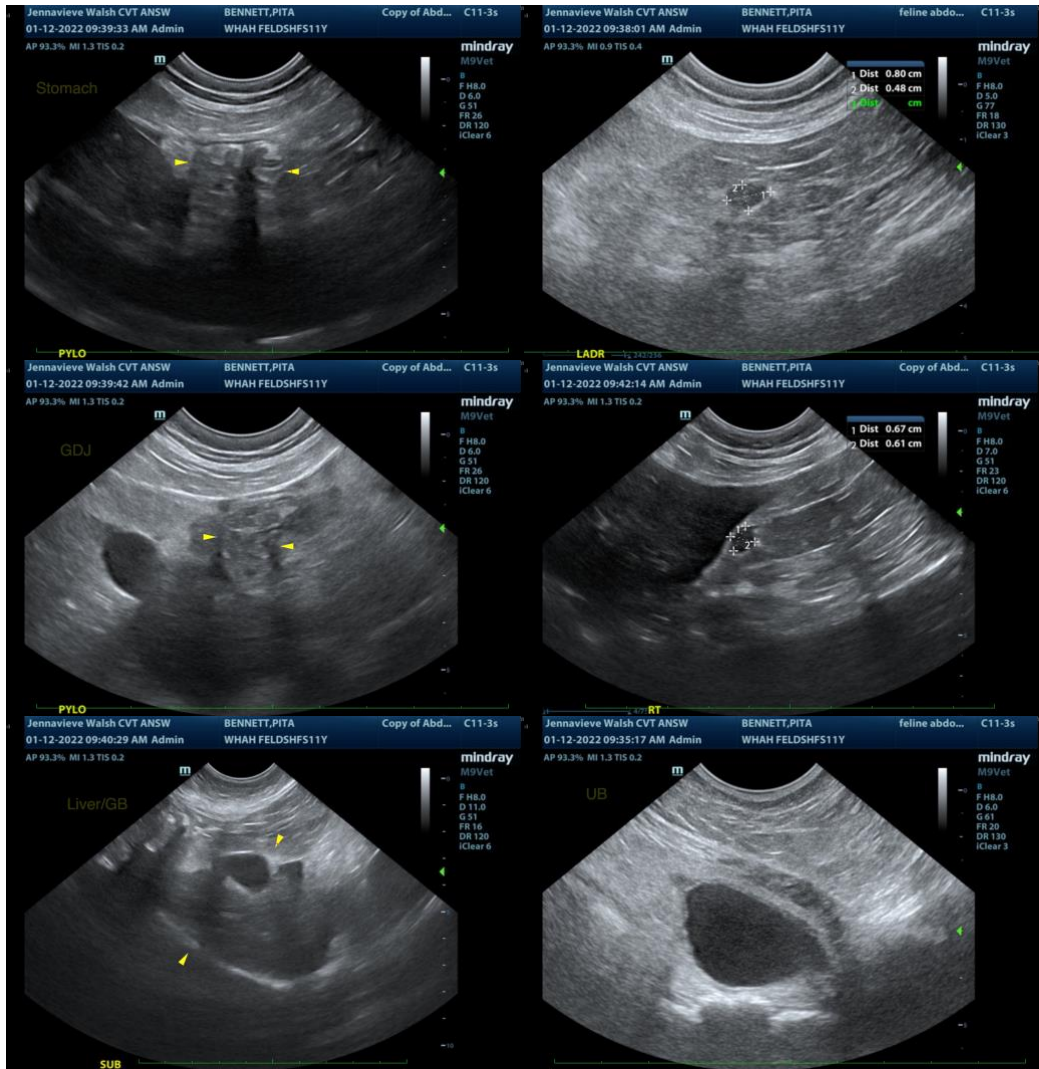 Jennavieve Walsh CVT ANSW BENNETT,PITA Copy of Abd... C11-3s
01-12-2022 09:39:33 AM Admin WHAH FELDSHFS11Y
AP 93.3% MI 1.3 TIS 0.2
mindray
M9Vet
m
Stomach
B
F H8.0
D 6.0
G 51
FR 26
DR 120
iClear 6
5
PYLO
Jennavieve Walsh CVT ANSW BENNETT,PITA feline abdo... C11-3s
01-12-2022 09:38:01 AM Admin WHAH FELDSHFS11Y
AP 93.3% MI 0.9 TIS 0.4
mindray
M9Vet
m
1 Dist 0.80 cm
2 Dist 0.48 cm
Dist cm
B
F H8.0
D 5.0
G 77
FR 18
DR 130
iClear 3
2
1
LADR 242/256
Jennavieve Walsh CVT ANSW BENNETT,PITA Copy of Abd... C11-3s
01-12-2022 09:39:42 AM Admin WHAH FELDSHFS11Y
AP 93.3% MI 1.3 TIS 0.2
mindray
M9Vet
m
GDJ
B
F H8.0
D 6.0
G 51
FR 26
DR 120
iClear 6
5
PYLO
Jennavieve Walsh CVT ANSW BENNETT,PITA Copy of Abd... C11-3s
01-12-2022 09:42:14 AM Admin WHAH FELDSHFS11Y
AP 93.3% MI 1.3 TIS 0.2
mindray
M9Vet
m
1 Dist 0.67 cm
2 Dist 0.61 cm
B
F H8.0
D 7.0
G 51
FR 23
DR 120
iClear 6
1
2
RT
Jennavieve Walsh CVT ANSW BENNETT,PITA Copy of Abd... C11-3s
01-12-2022 09:40:29 AM Admin WHAH FELDSHFS11Y
AP 93.3% MI 1.3 TIS 0.2
mindray
M9Vet
m
Liver/GB
B
F H8.0
D 11.0
G 51
FR 16
DR 120
iClear 6
10
SUB
Jennavieve Walsh CVT ANSW BENNETT,PITA feline abdo... C11-3s
01-12-2022 09:35:17 AM Admin WHAH FELDSHFS11Y
AP 93.3% MI 1.3 TIS 0.2
mindray
M9Vet
m
UB
B
F H8.0
D 6.0
G 61
FR 20
DR 130
iClear 3
5